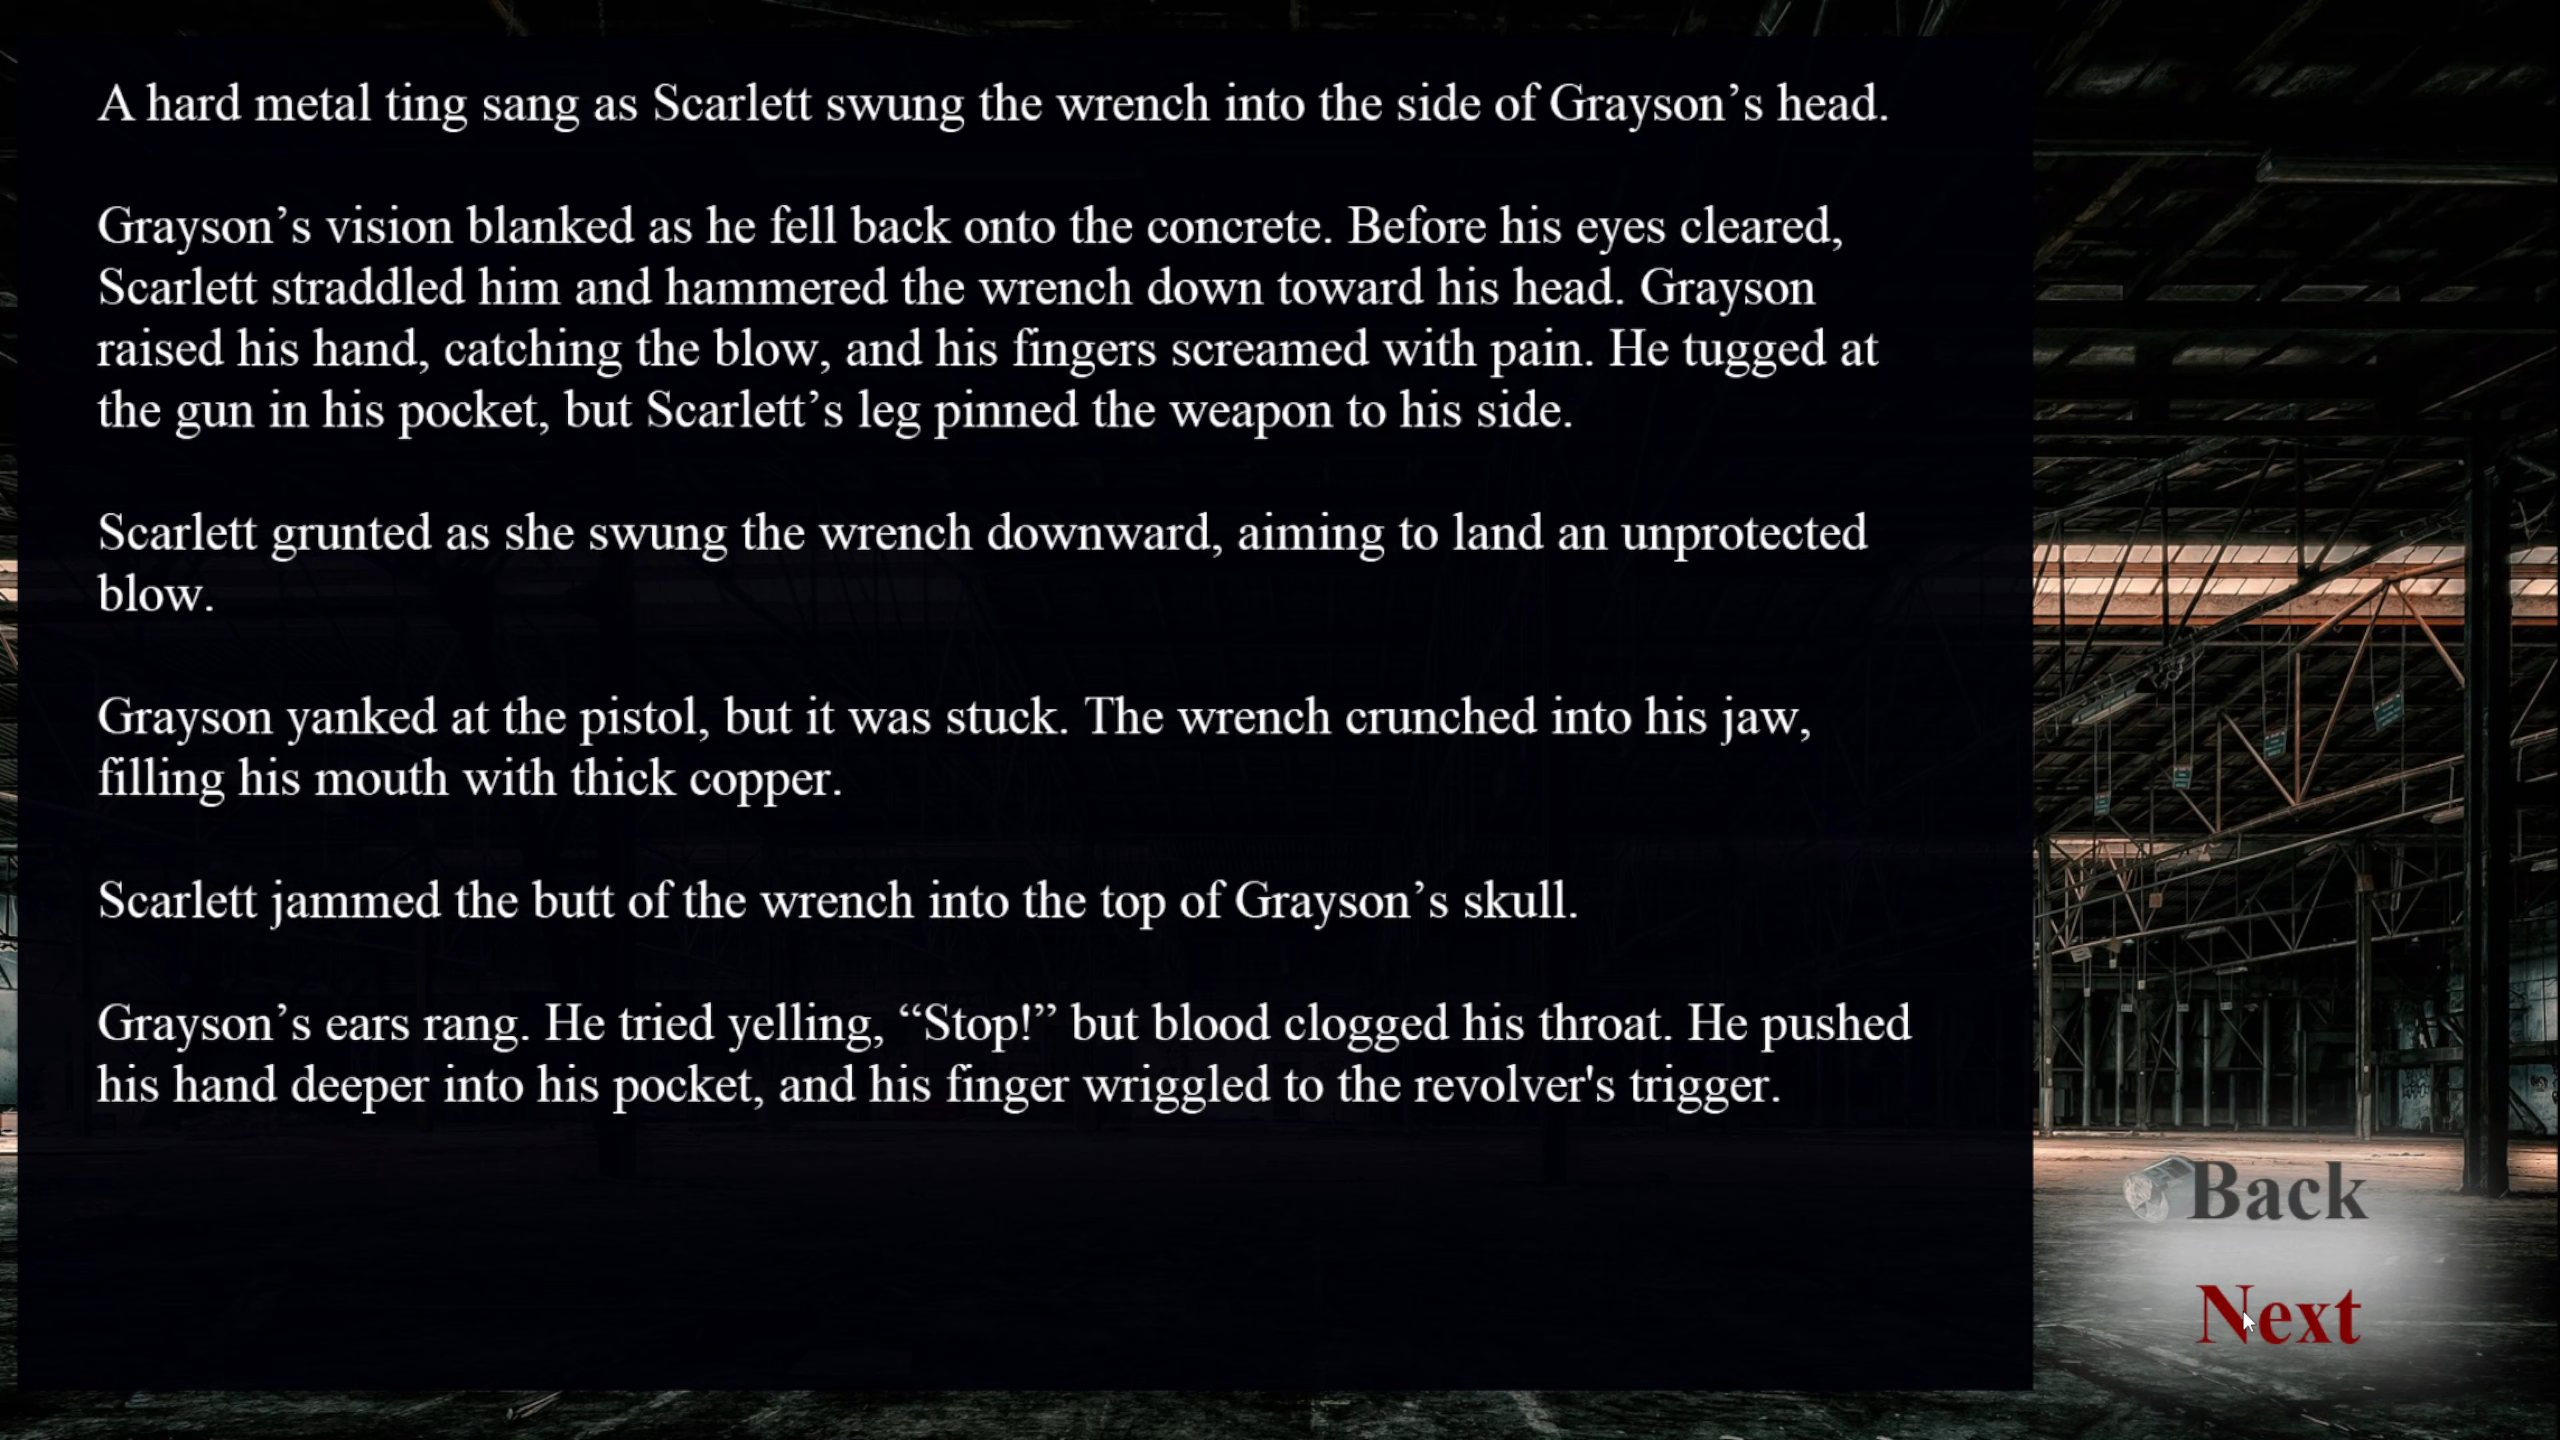 A hard metal ting sang as Scarlett swung the wrench into the side of Grayson’s head.
Grayson’s vision blanked as he fell back onto the concrete. Before his eyes cleared,
Scarlett straddled him and hammered the wrench down toward his head. Grayson
raised his hand, catching the blow, and his fingers screamed with pain. He tugged at
the gun in his pocket, but Scarlett’s leg pinned the weapon to his side.
Scarlett grunted as she swung the wrench downward, aiming to land an unprotected
blow.
Grayson yanked at the pistol, but it was stuck. The wrench crunched into his jaw,
filling his mouth with thick copper.
Scarlett jammed the butt of the wrench into the top of Grayson’s skull.
Grayson’s ears rang. He tried yelling, “Stop!” but blood clogged his throat. He pushed
his hand deeper into his pocket, and his finger wriggled to the revolver's trigger.
Back
Next